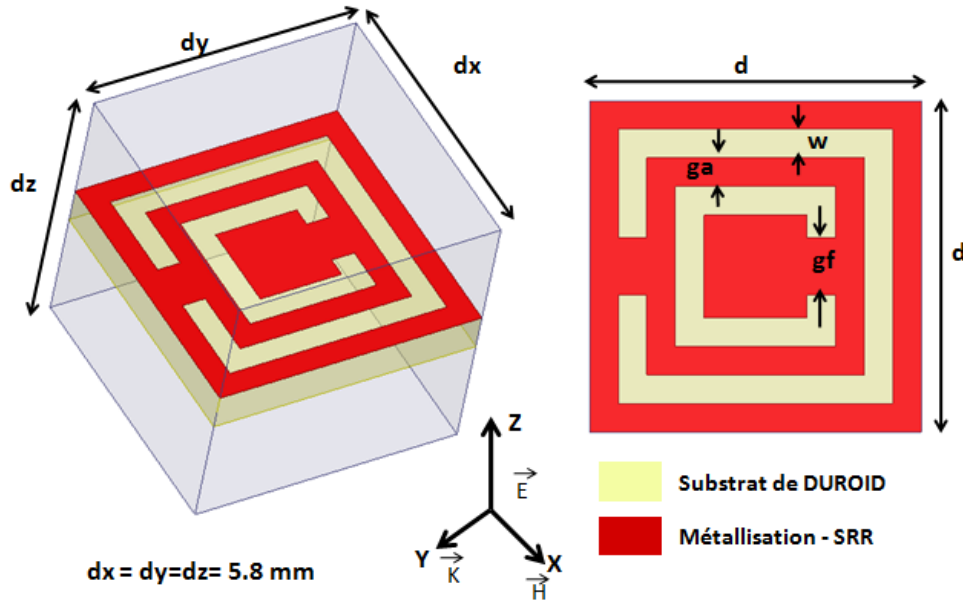 dy
dx
dz
d
w
ga
gf
d
Z
E
Y
K
X
H
dx = dy=dz= 5.8 mm
Substrat de DUROID
Métallisation - SRR